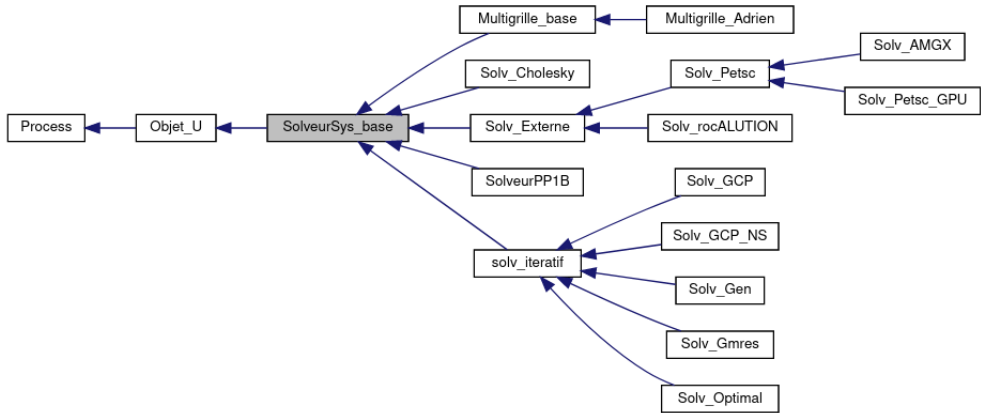 Multigrille_base
Multigrille_Adrien
Solv_AMGX
Solv_Cholesky
Solv_Petsc
Solv_Petsc_GPU
Process
Objet_U
SolveurSys_base
Solv_Externe
Solv_rocALUTION
SolveurPP1B
Solv_GCP
Solv_GCP_NS
solv_iteratif
Solv_Gen
Solv_Gmres
Solv_Optimal